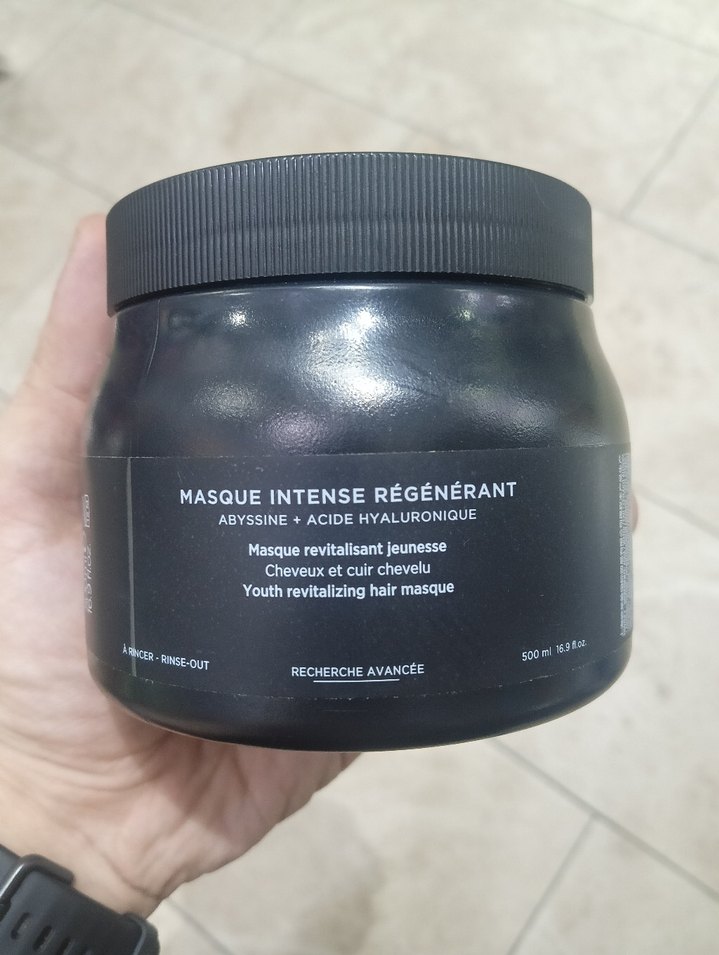 MASQUE INTENSE RÉGÉNÉRANT
ABYSSINE + ACIDE HYALURONIQUE
Masque revitalisant jeunesse
Cheveux et cuir chevelu
Youth revitalizing hair masque
À RINCER - RINSE-OUT
RECHERCHE AVANCÉE
500 ml 16.9 fl.oz.